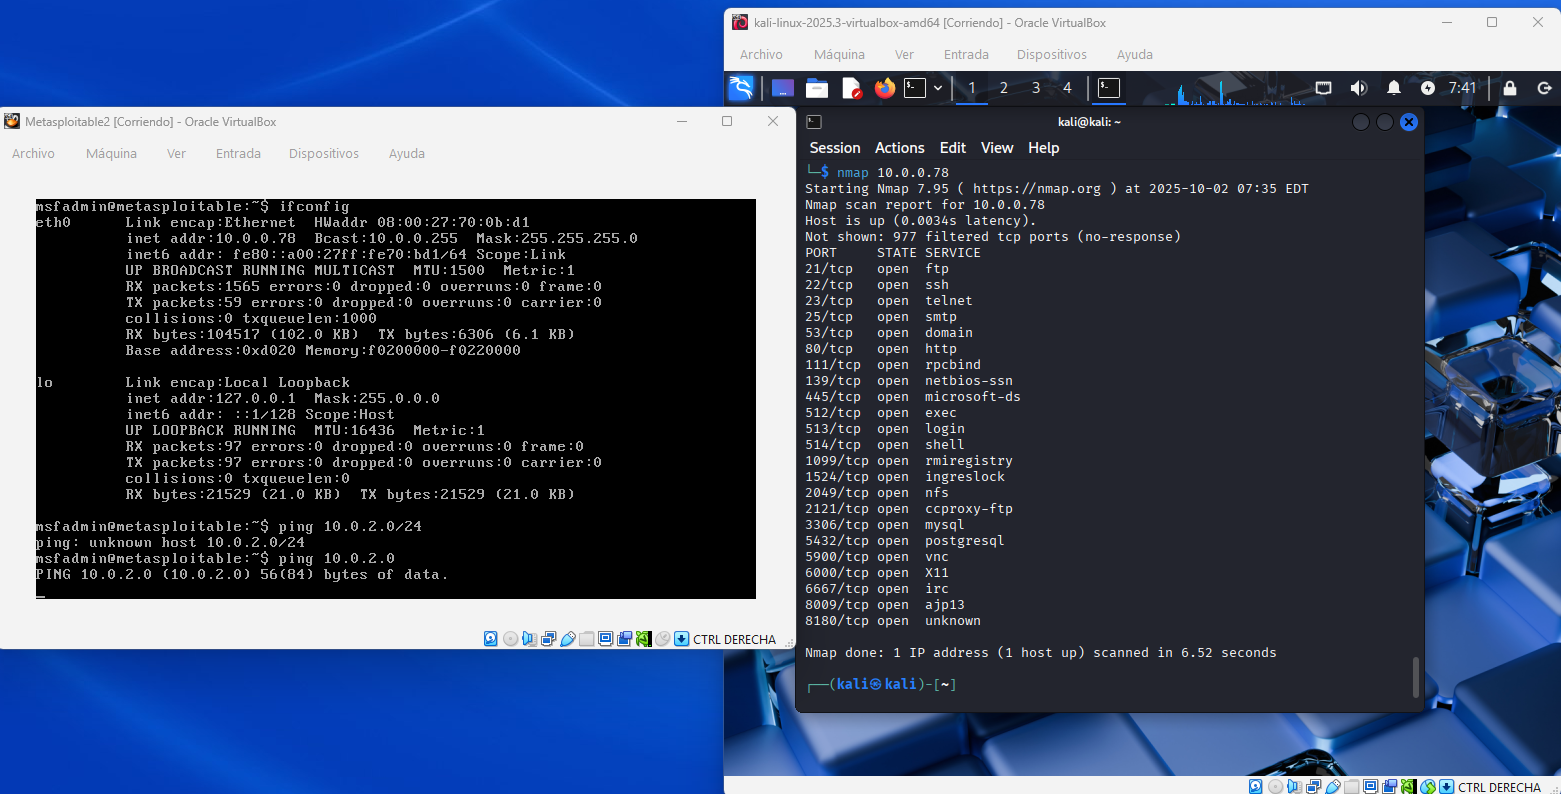 kali-linux-2025.3-virtualbox-amd64 [Corriendo] - Oracle VirtualBox
Archivo Máquina Ver Entrada Dispositivos Ayuda
1 2 3 4 7:41
Metasploitable2 [Corriendo] - Oracle VirtualBox
Archivo Máquina Ver Entrada Dispositivos Ayuda
msfadmin@metasploitable:~$ ifconfig
eth0 Link encap:Ethernet HWaddr 08:00:27:70:0b:d1
inet addr:10.0.0.78 Bcast:10.0.0.255 Mask:255.255.255.0
inet6 addr: fe80::a00:27ff:fe70:bd1/64 Scope:Link
UP BROADCAST RUNNING MULTICAST MTU:1500 Metric:1
RX packets:1565 errors:0 dropped:0 overruns:0 frame:0
TX packets:59 errors:0 dropped:0 overruns:0 carrier:0
collisions:0 txqueuelen:1000
RX bytes:104517 (102.0 KB) TX bytes:6306 (6.1 KB)
Base address:0xd020 Memory:f0200000-f0220000
lo Link encap:Local Loopback
inet addr:127.0.0.1 Mask:255.0.0.0
inet6 addr: ::1/128 Scope:Host
UP LOOPBACK RUNNING MTU:16436 Metric:1
RX packets:97 errors:0 dropped:0 overruns:0 frame:0
TX packets:97 errors:0 dropped:0 overruns:0 carrier:0
collisions:0 txqueuelen:0
RX bytes:21529 (21.0 KB) TX bytes:21529 (21.0 KB)
msfadmin@metasploitable:~$ ping 10.0.2.0/24
ping: unknown host 10.0.2.0/24
msfadmin@metasploitable:~$ ping 10.0.2.0
PING 10.0.2.0 (10.0.2.0) 56(84) bytes of data.
CTRL DERECHA
kali@kali: ~
Session Actions Edit View Help
└─$ nmap 10.0.0.78
Starting Nmap 7.95 ( https://nmap.org ) at 2025-10-02 07:35 EDT
Nmap scan report for 10.0.0.78
Host is up (0.0034s latency).
Not shown: 977 filtered tcp ports (no-response)
PORT STATE SERVICE
21/tcp open ftp
22/tcp open ssh
23/tcp open telnet
25/tcp open smtp
53/tcp open domain
80/tcp open http
111/tcp open rpcbind
139/tcp open netbios-ssn
445/tcp open microsoft-ds
512/tcp open exec
513/tcp open login
514/tcp open shell
1099/tcp open rmiregistry
1524/tcp open ingreslock
2049/tcp open nfs
2121/tcp open ccproxy-ftp
3306/tcp open mysql
5432/tcp open postgresql
5900/tcp open vnc
6000/tcp open X11
6667/tcp open irc
8009/tcp open ajp13
8180/tcp open unknown
Nmap done: 1 IP address (1 host up) scanned in 6.52 seconds
┌──(kali㉿kali)-[~]
CTRL DERECHA